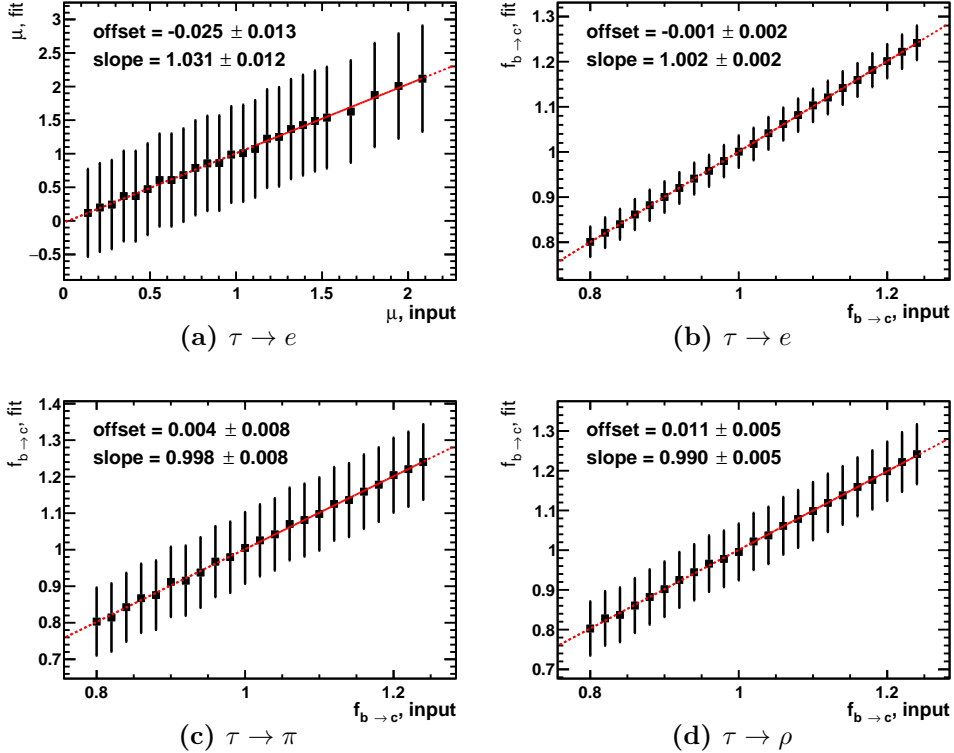 μ, fit
offset = -0.025 ± 0.013
slope = 1.031 ± 0.012
3
2.5
2
1.5
1
0.5
0
−0.5
0 0.5 1 1.5 2
μ, input
(a) τ → e
f b → c, fit
offset = -0.001 ± 0.002
slope = 1.002 ± 0.002
1.3
1.2
1.1
1
0.9
0.8
0.8 1 1.2
f b → c, input
(b) τ → e
f b → c, fit
offset = 0.004 ± 0.008
slope = 0.998 ± 0.008
1.4
1.3
1.2
1.1
1
0.9
0.8
0.7
0.8 1 1.2
f b → c, input
(c) τ → π
f b → c, fit
offset = 0.011 ± 0.005
slope = 0.990 ± 0.005
1.3
1.2
1.1
1
0.9
0.8
0.7
0.8 1 1.2
f b → c, input
(d) τ → ρ